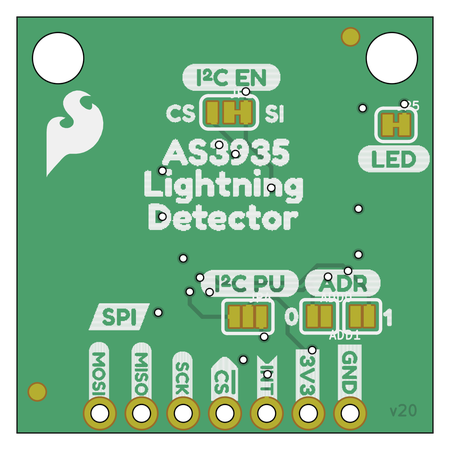 I²C EN
CS SI
AS3935
Lightning
Detector
LED
I²C PU ADR
0 1
ADD1
SPI
MOSI MISO SCK CS INT 3V3 GND
v20